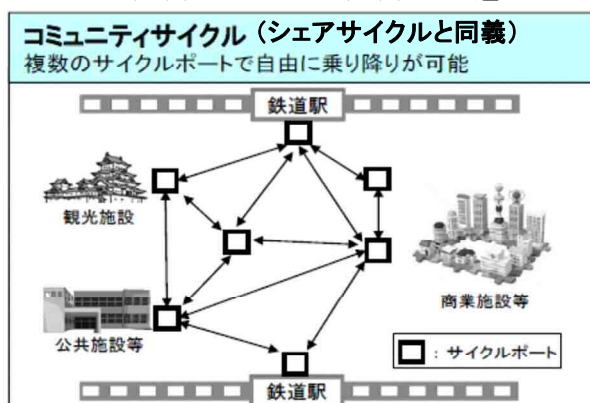 コミュニティサイクル（シェアサイクルと同義）
複数のサイクルポートで自由に乗り降りが可能
鉄道駅
観光施設
商業施設等
公共施設等
：サイクルポート
鉄道駅